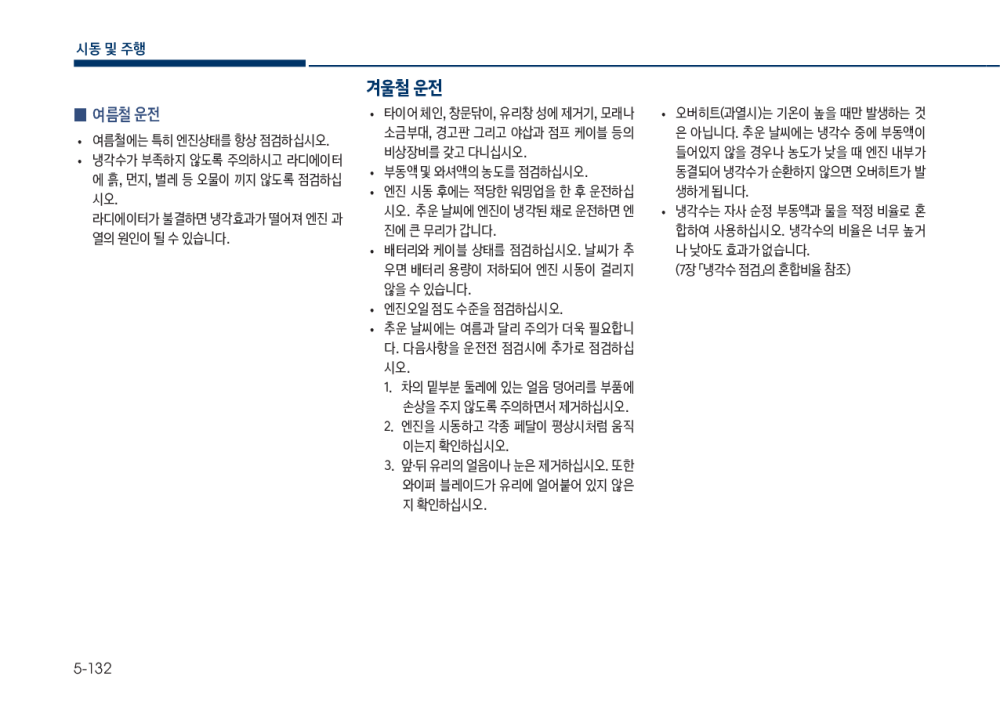 시동 및 주행
■ 여름철 운전
• 여름철에는 특히 엔진상태를 항상 점검하십시오.
• 냉각수가 부족하지 않도록 주의하시고 라디에이터
에 흙, 먼지, 벌레 등 오물이 끼지 않도록 점검하십
시오.
라디에이터가 불결하면 냉각효과가 떨어져 엔진 과
열의 원인이 될 수 있습니다.
겨울철 운전
• 타이어 체인, 창문닦이, 유리창 성에 제거기, 모래나
소금부대, 경고판 그리고 야삽과 점프 케이블 등의
비상장비를 갖고 다니십시오.
• 부동액 및 와셔액의 농도를 점검하십시오.
• 엔진 시동 후에는 적당한 워밍업을 한 후 운전하십
시오. 추운 날씨에 엔진이 냉각된 채로 운전하면 엔
진에 큰 무리가 갑니다.
• 배터리와 케이블 상태를 점검하십시오. 날씨가 추
우면 배터리 용량이 저하되어 엔진 시동이 걸리지
않을 수 있습니다.
• 엔진오일 점도 수준을 점검하십시오.
• 추운 날씨에는 여름과 달리 주의가 더욱 필요합니
다. 다음사항을 운전전 점검시에 추가로 점검하십
시오.
1. 차의 밑부분 둘레에 있는 얼음 덩어리를 부품에
손상을 주지 않도록 주의하면서 제거하십시오.
2. 엔진을 시동하고 각종 페달이 평상시처럼 움직
이는지 확인하십시오.
3. 앞·뒤 유리의 얼음이나 눈은 제거하십시오. 또한
와이퍼 블레이드가 유리에 얼어붙어 있지 않은
지 확인하십시오.
• 오버히트(과열시)는 기온이 높을 때만 발생하는 것
은 아닙니다. 추운 날씨에는 냉각수 중에 부동액이
들어있지 않을 경우나 농도가 낮을 때 엔진 내부가
동결되어 냉각수가 순환하지 않으면 오버히트가 발
생하게 됩니다.
• 냉각수는 자사 순정 부동액과 물을 적정 비율로 혼
합하여 사용하십시오. 냉각수의 비율은 너무 높거
나 낮아도 효과가 없습니다.
(7장 「냉각수 점검」의 혼합비율 참조)
5-132